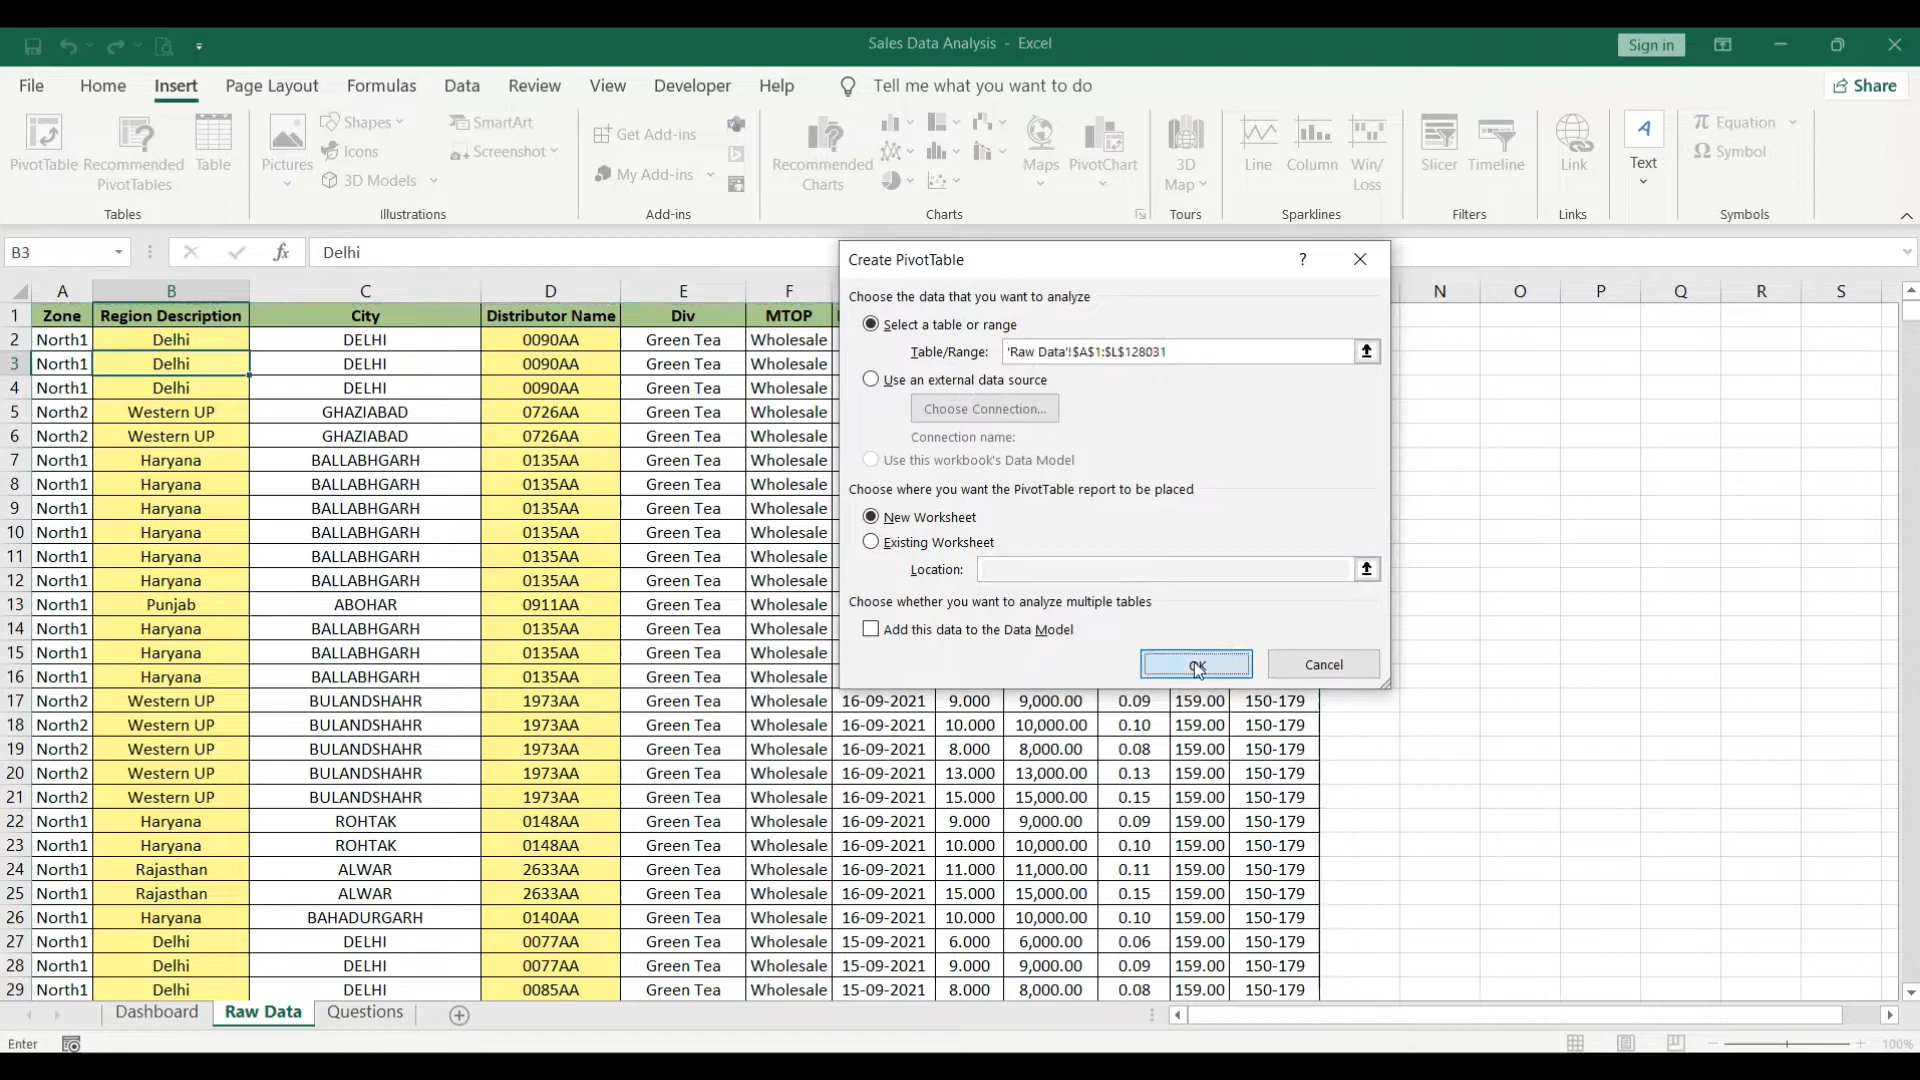 Sales Data Analysis - Excel
Sign in
File Home Insert Page Layout Formulas Data Review View Developer Help Tell me what you want to do Share
PivotTable Recommended PivotTables Table
Tables
Pictures Shapes Icons 3D Models SmartArt Screenshot
Illustrations
Get Add-ins
My Add-ins
Add-ins
Recommended Charts Maps PivotChart
Charts
3D Map
Tours
Line Column Win/ Loss
Sparklines
Slicer Timeline
Filters
Link
Links
A
Text
π Equation
Ω Symbol
Symbols
B3 fx Delhi
A B C D E F N O P Q R S
1 Zone Region Description City Distributor Name Div MTOP
2 North1 Delhi DELHI 0090AA Green Tea Wholesale
3 North1 Delhi DELHI 0090AA Green Tea Wholesale
4 North1 Delhi DELHI 0090AA Green Tea Wholesale
5 North2 Western UP GHAZIABAD 0726AA Green Tea Wholesale
6 North2 Western UP GHAZIABAD 0726AA Green Tea Wholesale
7 North1 Haryana BALLABHGARH 0135AA Green Tea Wholesale
8 North1 Haryana BALLABHGARH 0135AA Green Tea Wholesale
9 North1 Haryana BALLABHGARH 0135AA Green Tea Wholesale
10 North1 Haryana BALLABHGARH 0135AA Green Tea Wholesale
11 North1 Haryana BALLABHGARH 0135AA Green Tea Wholesale
12 North1 Haryana BALLABHGARH 0135AA Green Tea Wholesale
13 North1 Punjab ABOHAR 0911AA Green Tea Wholesale
14 North1 Haryana BALLABHGARH 0135AA Green Tea Wholesale
15 North1 Haryana BALLABHGARH 0135AA Green Tea Wholesale
16 North1 Haryana BALLABHGARH 0135AA Green Tea Wholesale
17 North2 Western UP BULANDSHAHR 1973AA Green Tea Wholesale 16-09-2021 9.000 9,000.00 0.09 159.00 150-179
18 North2 Western UP BULANDSHAHR 1973AA Green Tea Wholesale 16-09-2021 10.000 10,000.00 0.10 159.00 150-179
19 North2 Western UP BULANDSHAHR 1973AA Green Tea Wholesale 16-09-2021 8.000 8,000.00 0.08 159.00 150-179
20 North2 Western UP BULANDSHAHR 1973AA Green Tea Wholesale 16-09-2021 13.000 13,000.00 0.13 159.00 150-179
21 North2 Western UP BULANDSHAHR 1973AA Green Tea Wholesale 16-09-2021 15.000 15,000.00 0.15 159.00 150-179
22 North1 Haryana ROHTAK 0148AA Green Tea Wholesale 16-09-2021 9.000 9,000.00 0.09 159.00 150-179
23 North1 Haryana ROHTAK 0148AA Green Tea Wholesale 16-09-2021 10.000 10,000.00 0.10 159.00 150-179
24 North1 Rajasthan ALWAR 2633AA Green Tea Wholesale 16-09-2021 11.000 11,000.00 0.11 159.00 150-179
25 North1 Rajasthan ALWAR 2633AA Green Tea Wholesale 16-09-2021 15.000 15,000.00 0.15 159.00 150-179
26 North1 Haryana BAHADURGARH 0140AA Green Tea Wholesale 16-09-2021 10.000 10,000.00 0.10 159.00 150-179
27 North1 Delhi DELHI 0077AA Green Tea Wholesale 15-09-2021 6.000 6,000.00 0.06 159.00 150-179
28 North1 Delhi DELHI 0077AA Green Tea Wholesale 15-09-2021 9.000 9,000.00 0.09 159.00 150-179
29 North1 Delhi DELHI 0085AA Green Tea Wholesale 15-09-2021 8.000 8,000.00 0.08 159.00 150-179
Create PivotTable ?
Choose the data that you want to analyze
Select a table or range
Table/Range: 'Raw Data'!$A$1:$L$128031
Use an external data source
Choose Connection...
Connection name:
Use this workbook's Data Model
Choose where you want the PivotTable report to be placed
New Worksheet
Existing Worksheet
Location:
Choose whether you want to analyze multiple tables
Add this data to the Data Model
OK Cancel
Dashboard Raw Data Questions
Enter 100%